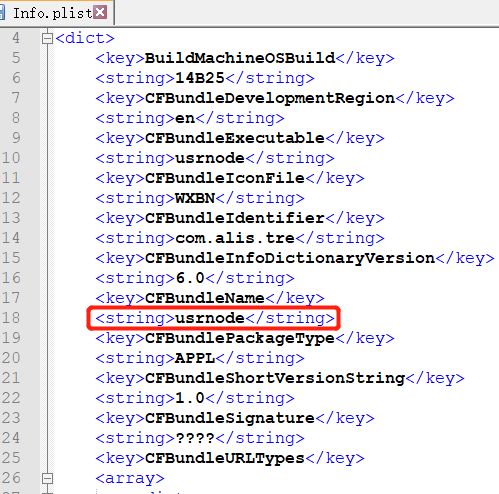 Info.plist
4 <dict>
5 <key>BuildMachineOSBuild</key>
6 <string>14B25</string>
7 <key>CFBundleDevelopmentRegion</key>
8 <string>en</string>
9 <key>CFBundleExecutable</key>
10 <string>usrnode</string>
11 <key>CFBundleIconFile</key>
12 <string>WXBN</string>
13 <key>CFBundleIdentifier</key>
14 <string>com.alis.tre</string>
15 <key>CFBundleInfoDictionaryVersion</key>
16 <string>6.0</string>
17 <key>CFBundleName</key>
18 <string>usrnode</string>
19 <key>CFBundlePackageType</key>
20 <string>APPL</string>
21 <key>CFBundleShortVersionString</key>
22 <string>1.0</string>
23 <key>CFBundleSignature</key>
24 <string>????</string>
25 <key>CFBundleURLTypes</key>
26 <array>